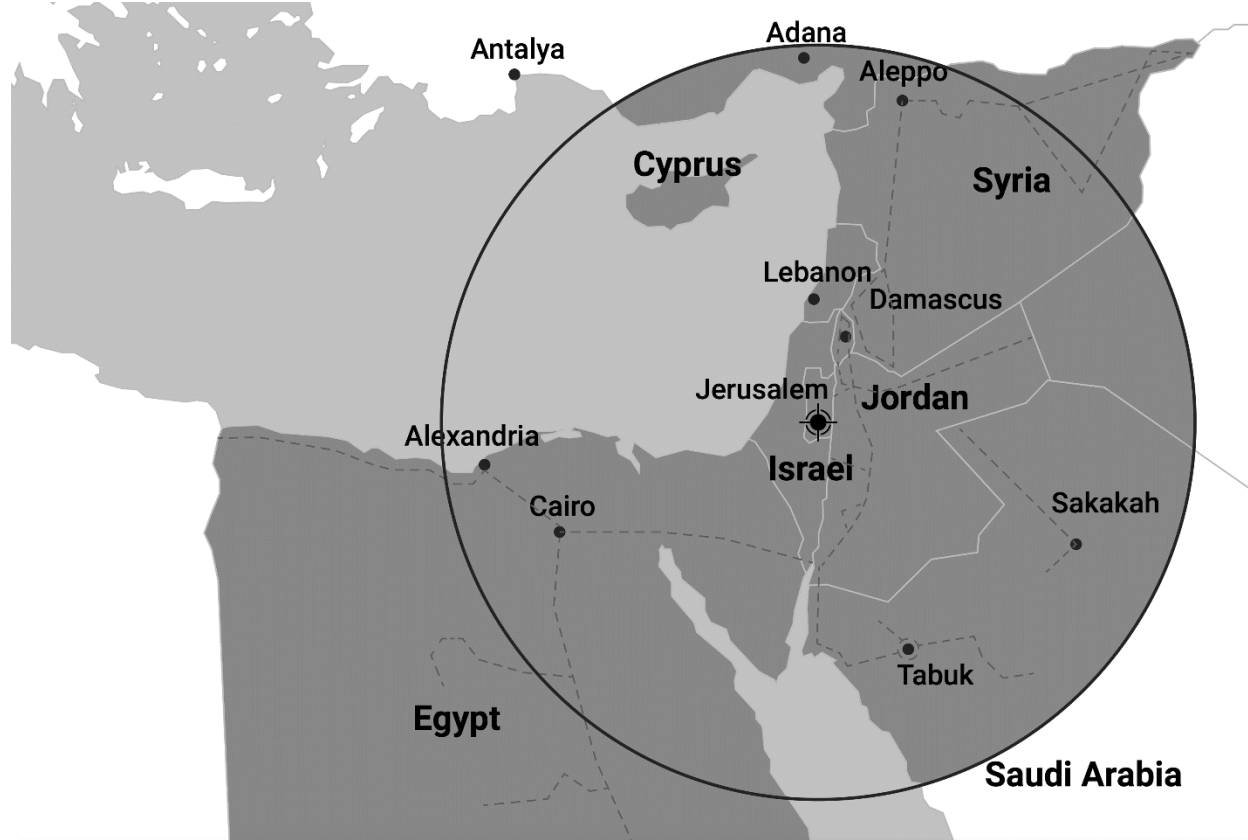 Adana
Antalya
Aleppo
Cyprus
Syria
Lebanon
Damascus
Jerusalem
Jordan
Alexandria
Israel
Cairo
Sakakah
Tabuk
Egypt
Saudi Arabia